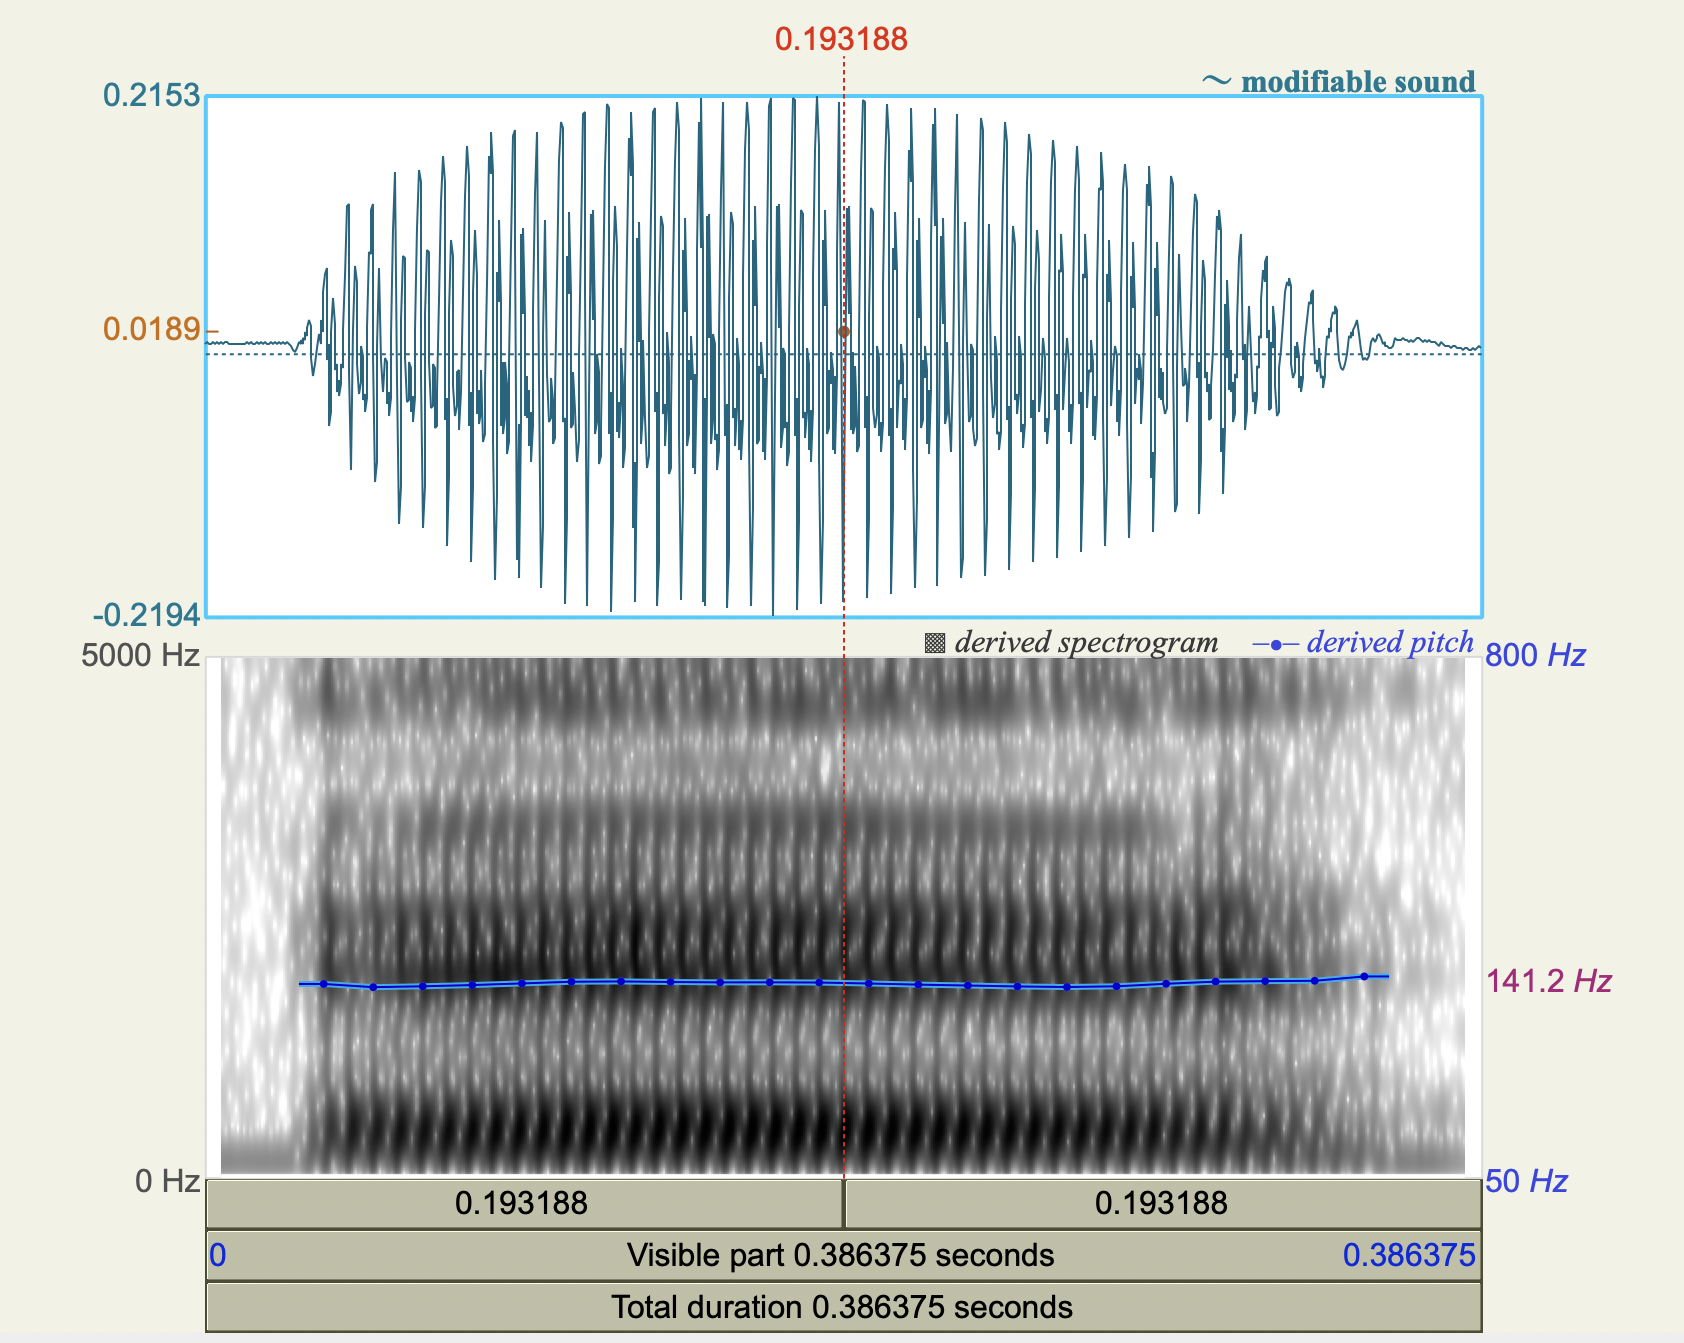 0.193188
0.2153
~ modifiable sound
0.0189
-0.2194
derived spectrogram
derived pitch
5000 Hz
800 Hz
141.2 Hz
0 Hz
50 Hz
0.193188
0.193188
0
Visible part 0.386375 seconds
0.386375
Total duration 0.386375 seconds